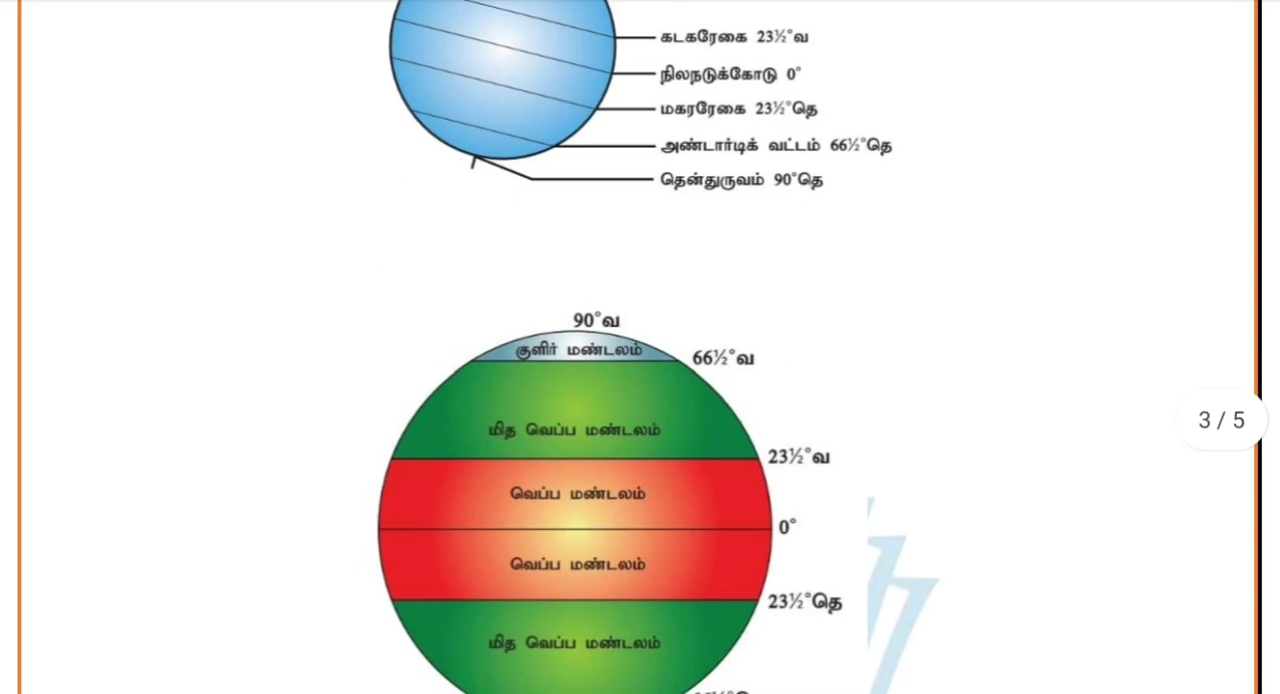 கடகரேகை 23½°வ
நிலநடுக்கோடு 0°
மகரரேகை 23½°தெ
அண்டார்டிக் வட்டம் 66½°தெ
தென்துருவம் 90°தெ
90°வ
குளிர் மண்டலம்
66½°வ
மித வெப்ப மண்டலம்
23½°வ
வெப்ப மண்டலம்
0°
வெப்ப மண்டலம்
23½°தெ
மித வெப்ப மண்டலம்
3 / 5